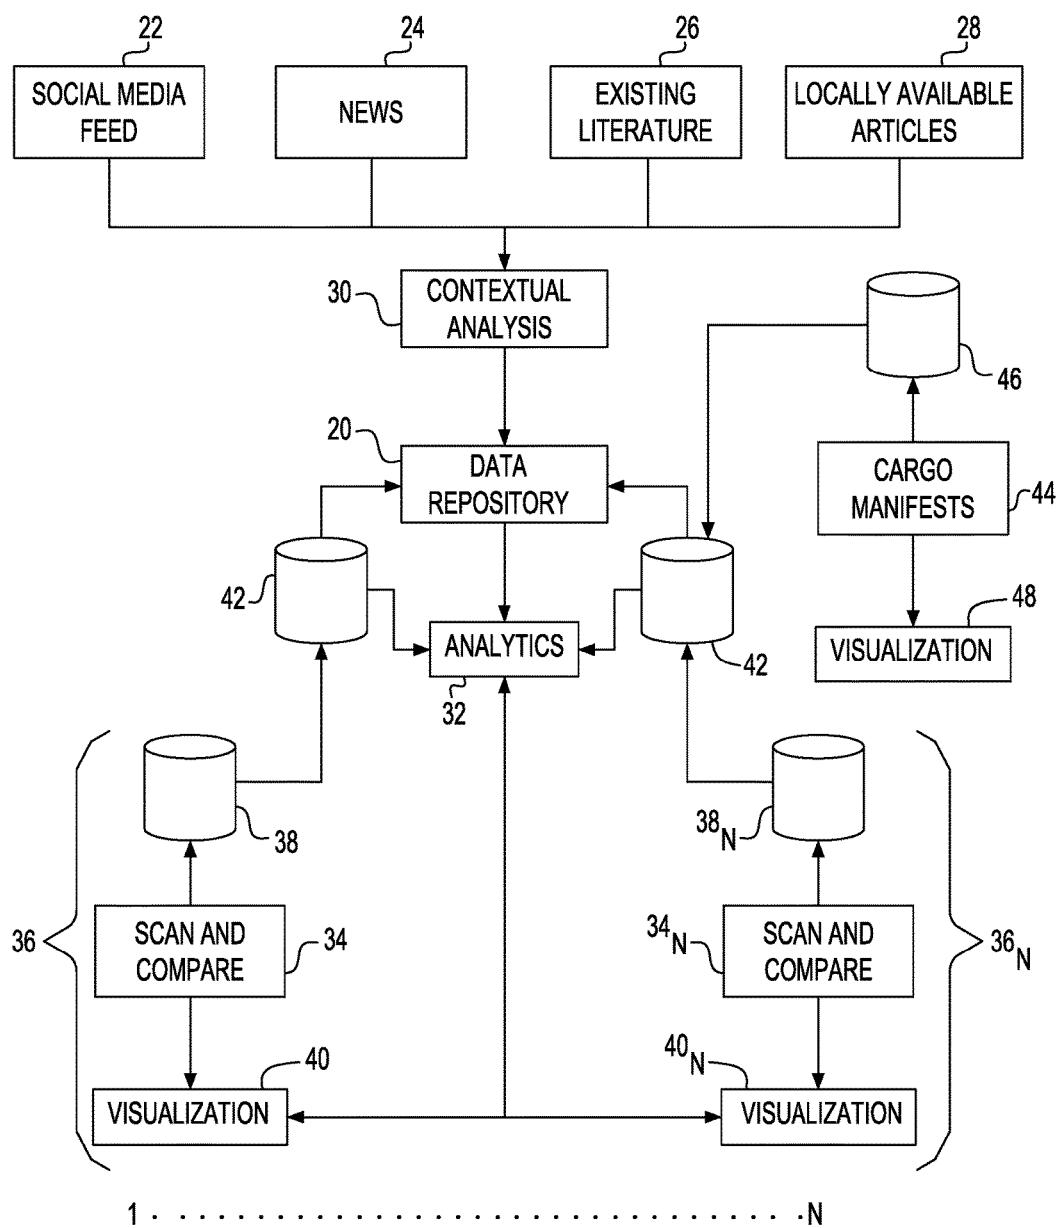 22
24
26
28
SOCIAL MEDIA
FEED
NEWS
EXISTING
LITERATURE
LOCALLY AVAILABLE
ARTICLES
30
CONTEXTUAL
ANALYSIS
46
20
DATA
REPOSITORY
CARGO
MANIFESTS
44
42
42
48
ANALYTICS
VISUALIZATION
32
38
38N
36
SCAN AND
COMPARE
34
34N
SCAN AND
COMPARE
36N
40
40N
VISUALIZATION
VISUALIZATION
1 . . . . . . . . . . . . . . . . . . . . . . . . . . . . . N